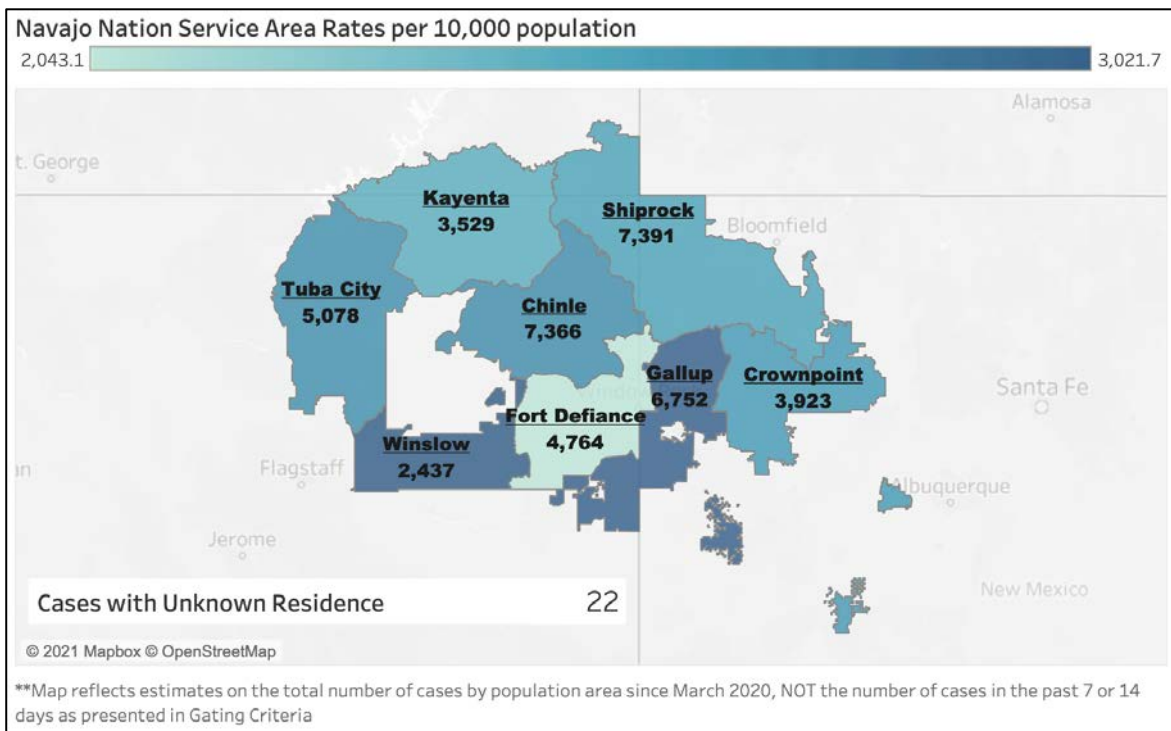 Navajo Nation Service Area Rates per 10,000 population
2,043.1
3,021.7
Alamosa
t. George
Kayenta
3,529
Shiprock
7,391
Bloomfield
Tuba City
5,078
Chinle
7,366
Gallup
6,752
Crownpoint
3,923
Santa Fe
Fort Defiance
4,764
Winslow
2,437
Flagstaff
an
Albuquerque
Jerome
New Mexico
Cases with Unknown Residence 22
© 2021 Mapbox © OpenStreetMap
**Map reflects estimates on the total number of cases by population area since March 2020, NOT the number of cases in the past 7 or 14
days as presented in Gating Criteria